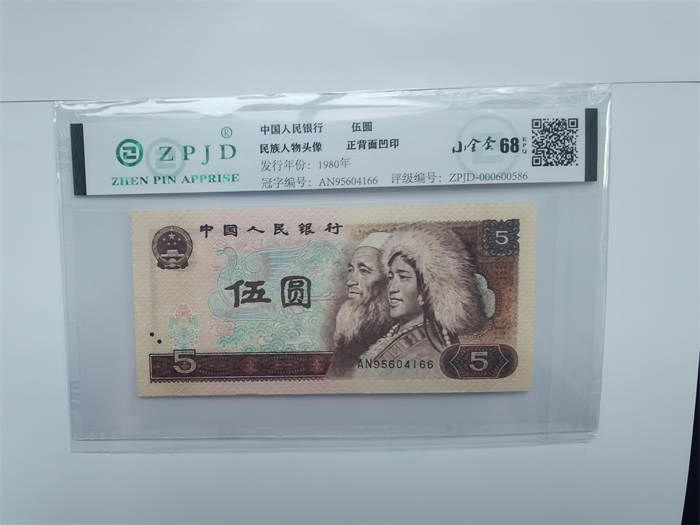 ZPJD®
ZHEN PIN APPRISE
中国人民银行 伍圆
民族人物头像 正背面凹印
发行年份：1980年
冠字编号：AN95604166 评级编号：ZPJD-000600586
小全套 68 EPQ
中国人民银行
5
伍圆
5
AN95604166
5